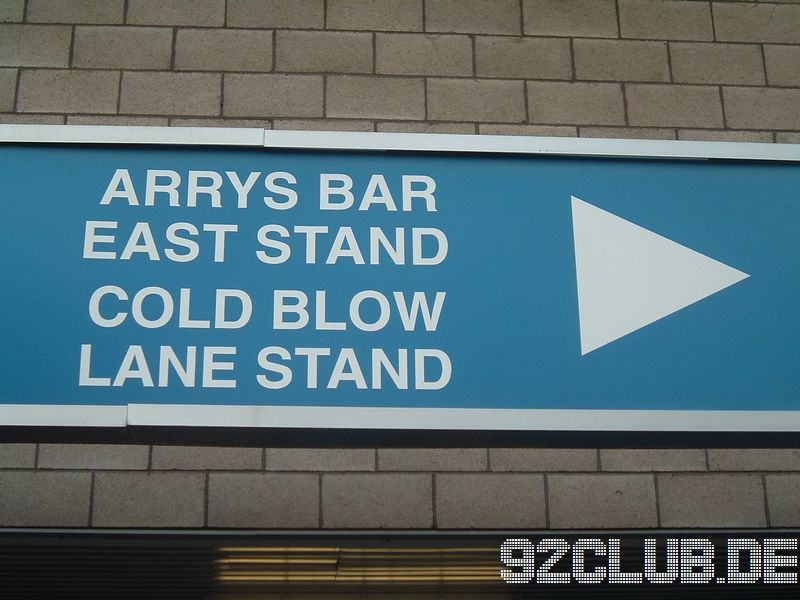 ARRYS BAR
EAST STAND
COLD BLOW
LANE STAND
92CLUB.DE